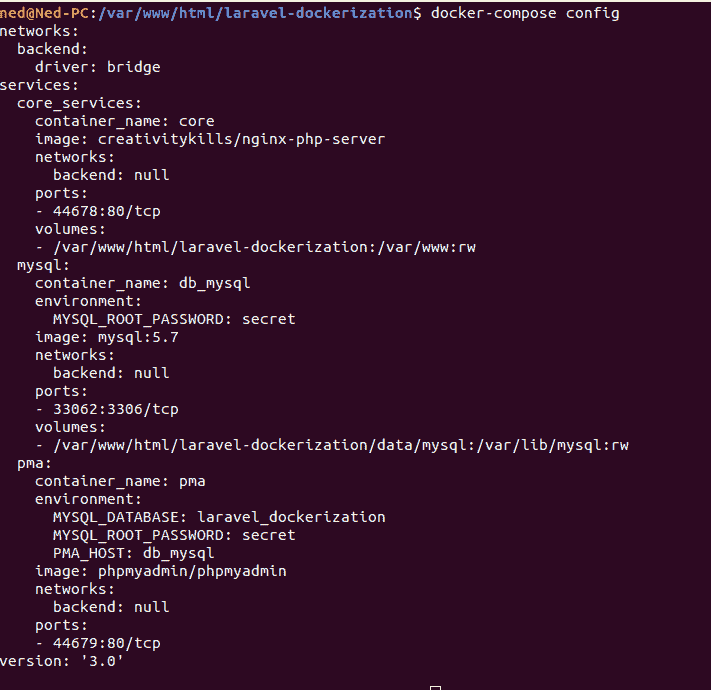 ned@Ned-PC:/var/www/html/laravel-dockerization$ docker-compose config
networks:
  backend:
    driver: bridge
services:
  core_services:
    container_name: core
    image: creativitykills/nginx-php-server
    networks:
      backend: null
    ports:
    - 44678:80/tcp
    volumes:
    - /var/www/html/laravel-dockerization:/var/www:rw
  mysql:
    container_name: db_mysql
    environment:
      MYSQL_ROOT_PASSWORD: secret
    image: mysql:5.7
    networks:
      backend: null
    ports:
    - 33062:3306/tcp
    volumes:
    - /var/www/html/laravel-dockerization/data/mysql:/var/lib/mysql:rw
  pma:
    container_name: pma
    environment:
      MYSQL_DATABASE: laravel_dockerization
      MYSQL_ROOT_PASSWORD: secret
      PMA_HOST: db_mysql
    image: phpmyadmin/phpmyadmin
    networks:
      backend: null
    ports:
    - 44679:80/tcp
version: '3.0'